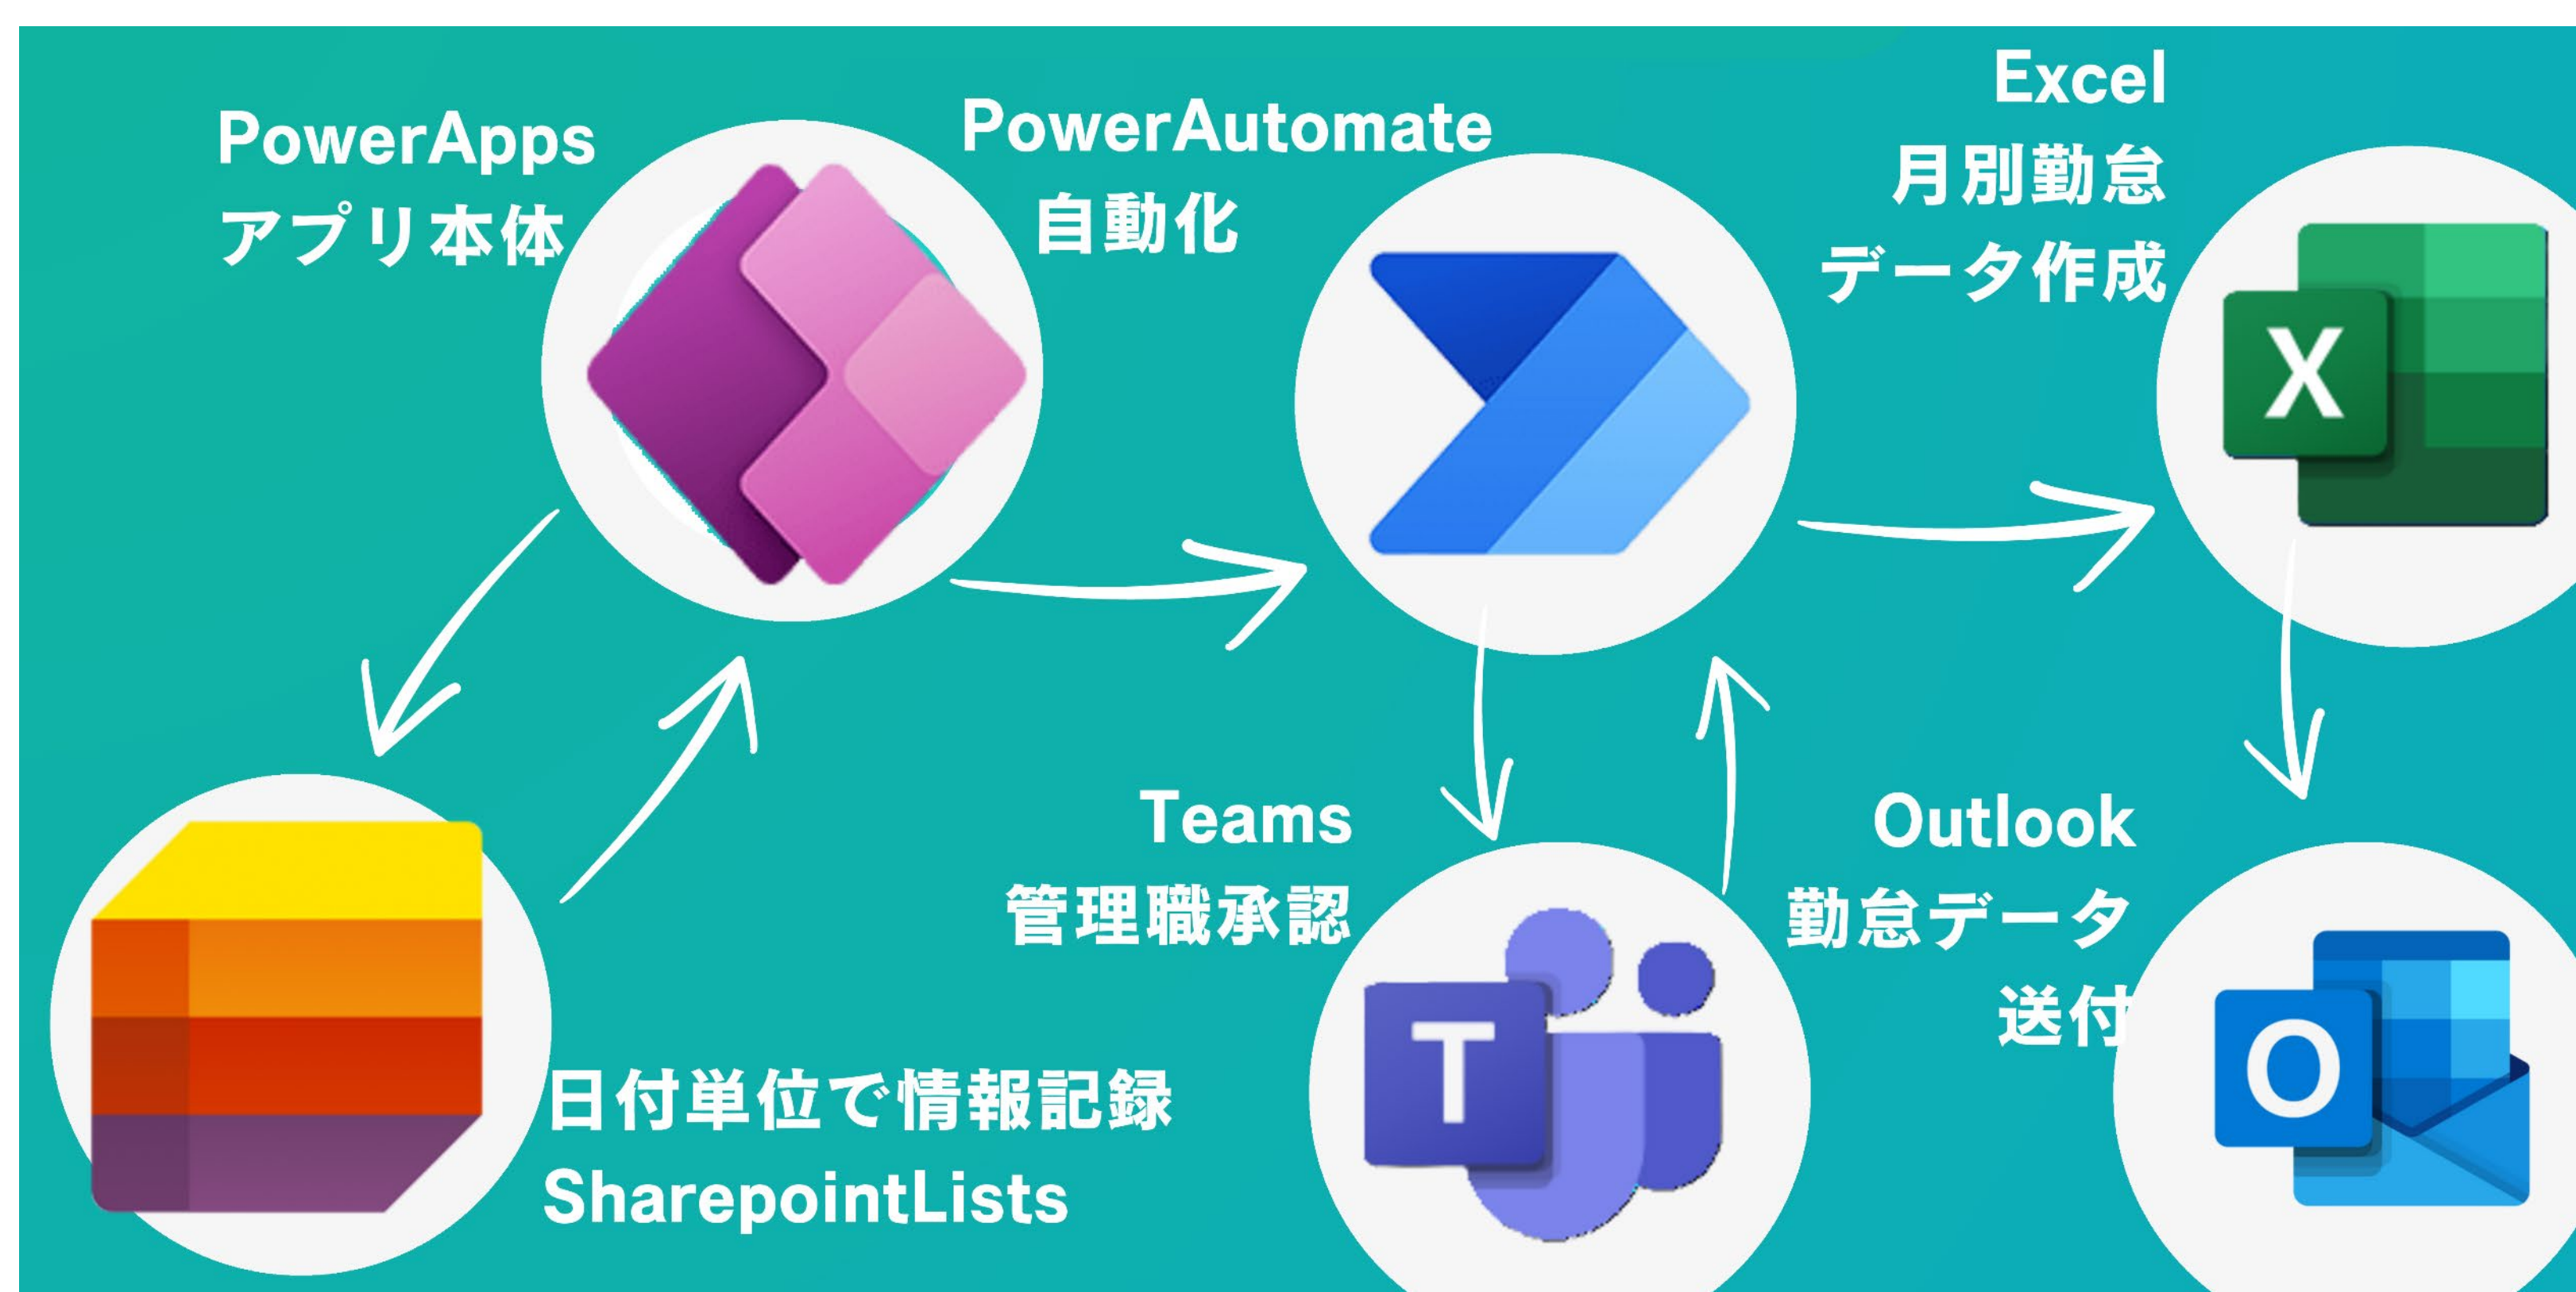 PowerApps
アプリ本体
PowerAutomate
自動化
Excel
月別勤怠
データ作成
X
Teams
管理職承認
T
Outlook
勤怠データ
送付
O
日付単位で情報記録
SharepointLists